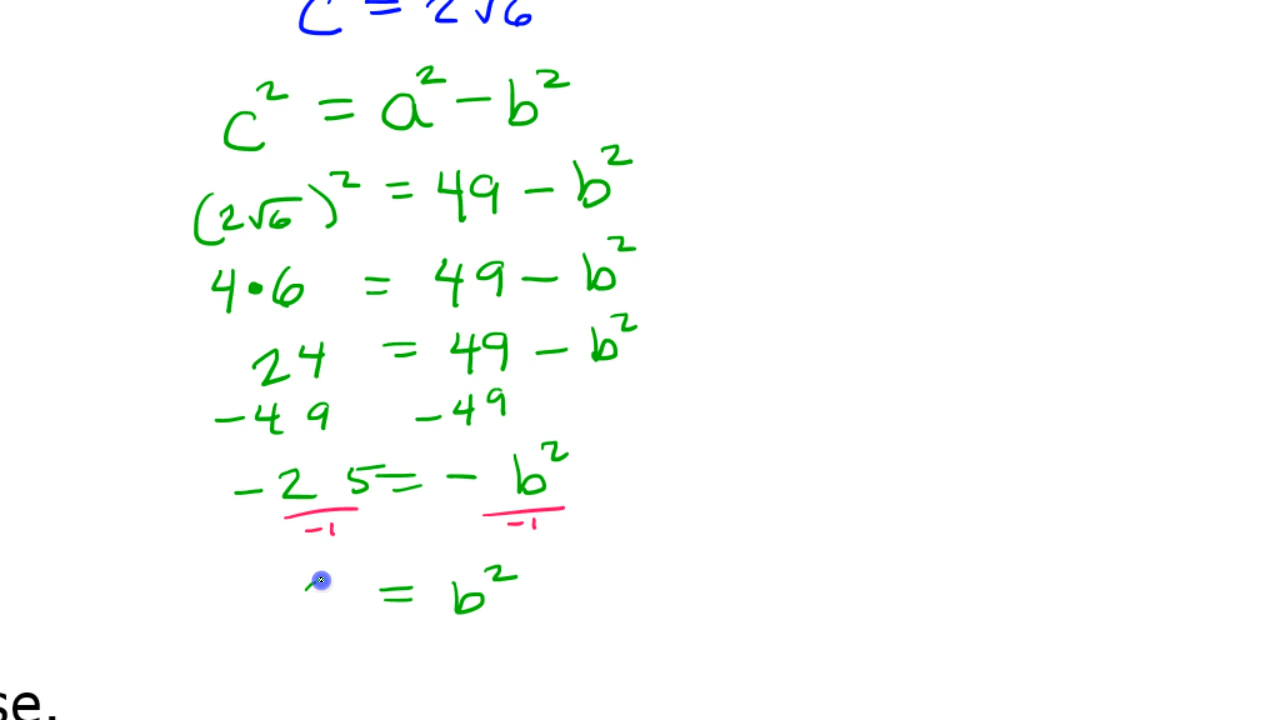 c = 2√6
c² = a² - b²
(2√6)² = 49 - b²
4•6 = 49 - b²
24 = 49 - b²
-49 -49
-25 = - b²
-1 -1
= b²
se.